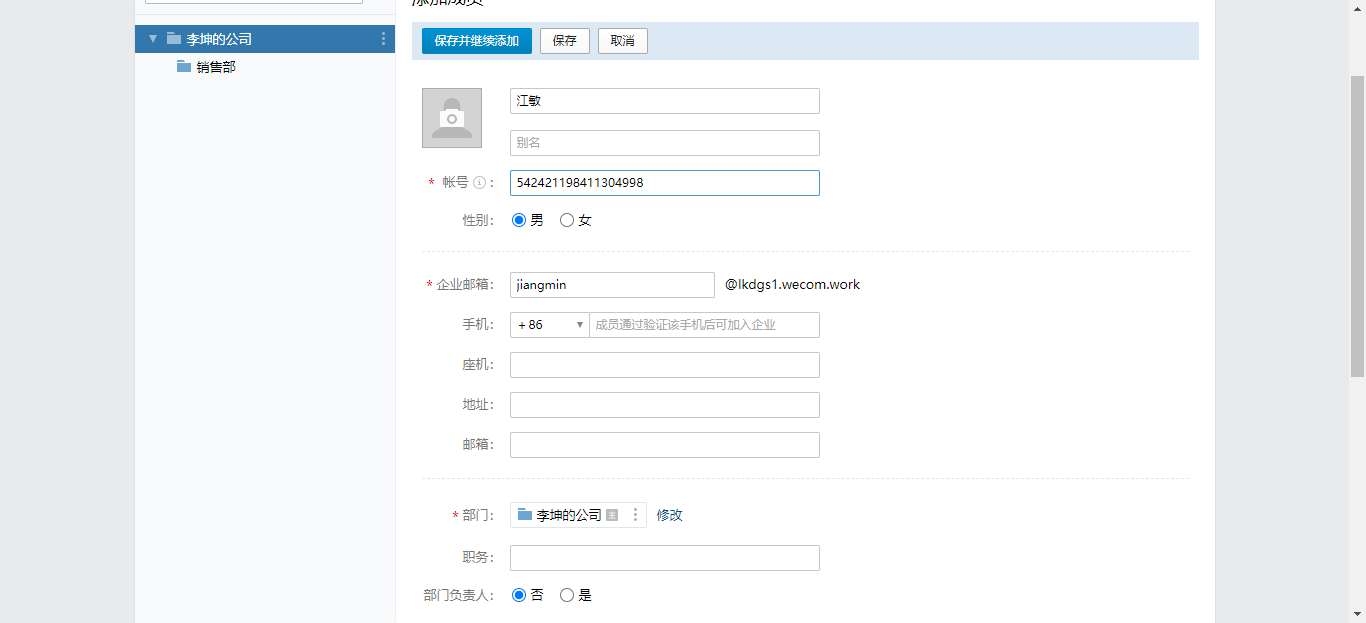 添加成员
李坤的公司
销售部
保存并继续添加 保存 取消
江敏
别名
* 帐号 : 542421198411304998
性别: 男 女
* 企业邮箱: jiangmin @lkdgs1.wecom.work
手机: + 86 成员通过验证该手机后可加入企业
座机:
地址:
邮箱:
* 部门: 李坤的公司 主 修改
职务:
部门负责人: 否 是